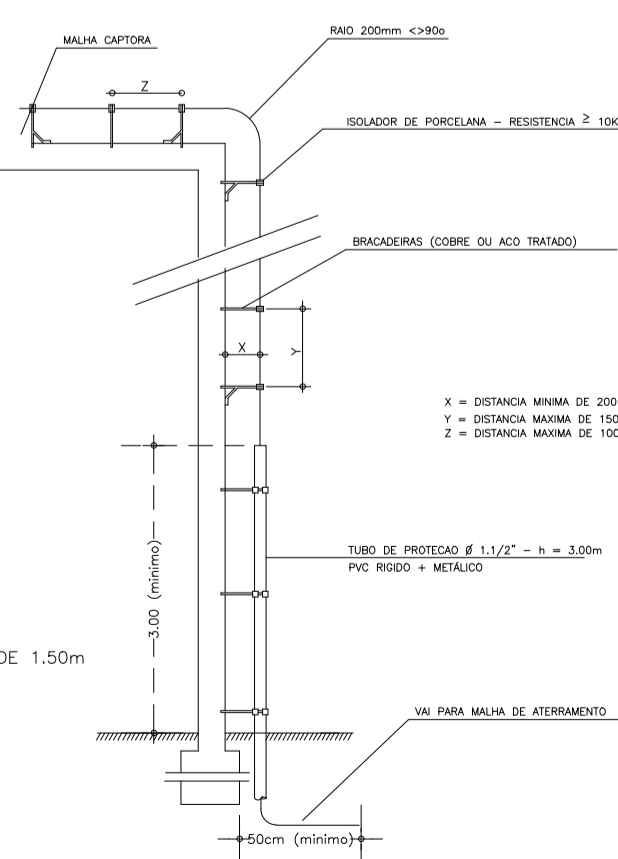 MALHA CAPTORA
RAIO 200mm <>90o
Z
ISOLADOR DE PORCELANA - RESISTENCIA ≥ 10K
BRACADEIRAS (COBRE OU ACO TRATADO)
X
Y
X = DISTANCIA MINIMA DE 200
Y = DISTANCIA MAXIMA DE 150
Z = DISTANCIA MAXIMA DE 100
3.00 (minimo)
TUBO DE PROTECAO Ø 1.1/2" - h = 3.00m
PVC RIGIDO + METÁLICO
DE 1.50m
VAI PARA MALHA DE ATERRAMENTO
50cm (minimo)